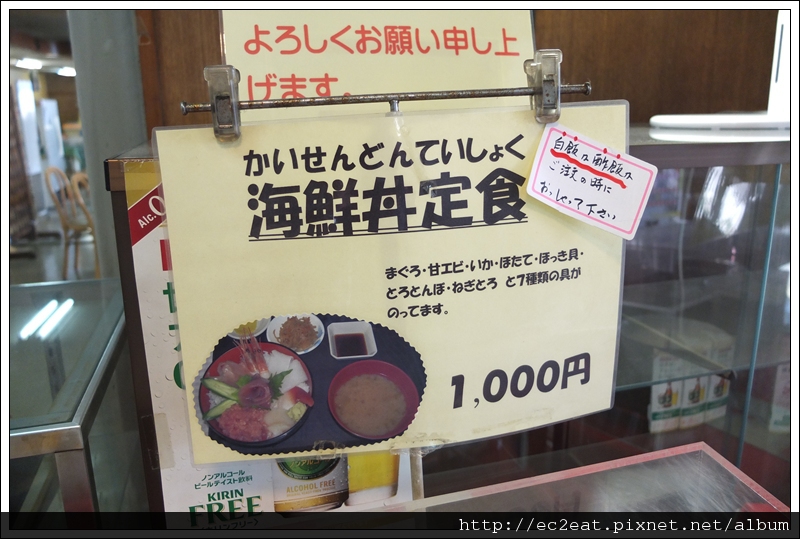 よろしくお願い申し上
げます。
かいせんどんていしょく
海鮮丼定食
白飯か酢飯か
ご注文の時に
おっしゃって下さい
まぐろ・甘エビ・いか・ほたて・ほっき貝・
とろとんぼ・ねぎとろ と7種類の具が
のってます。
1,000円
Alc.0
ノンアルコール
ビールテイスト飲料
KIRIN
FREE
ALCOHOL FREE
http://ec2eat.pixnet.net/album